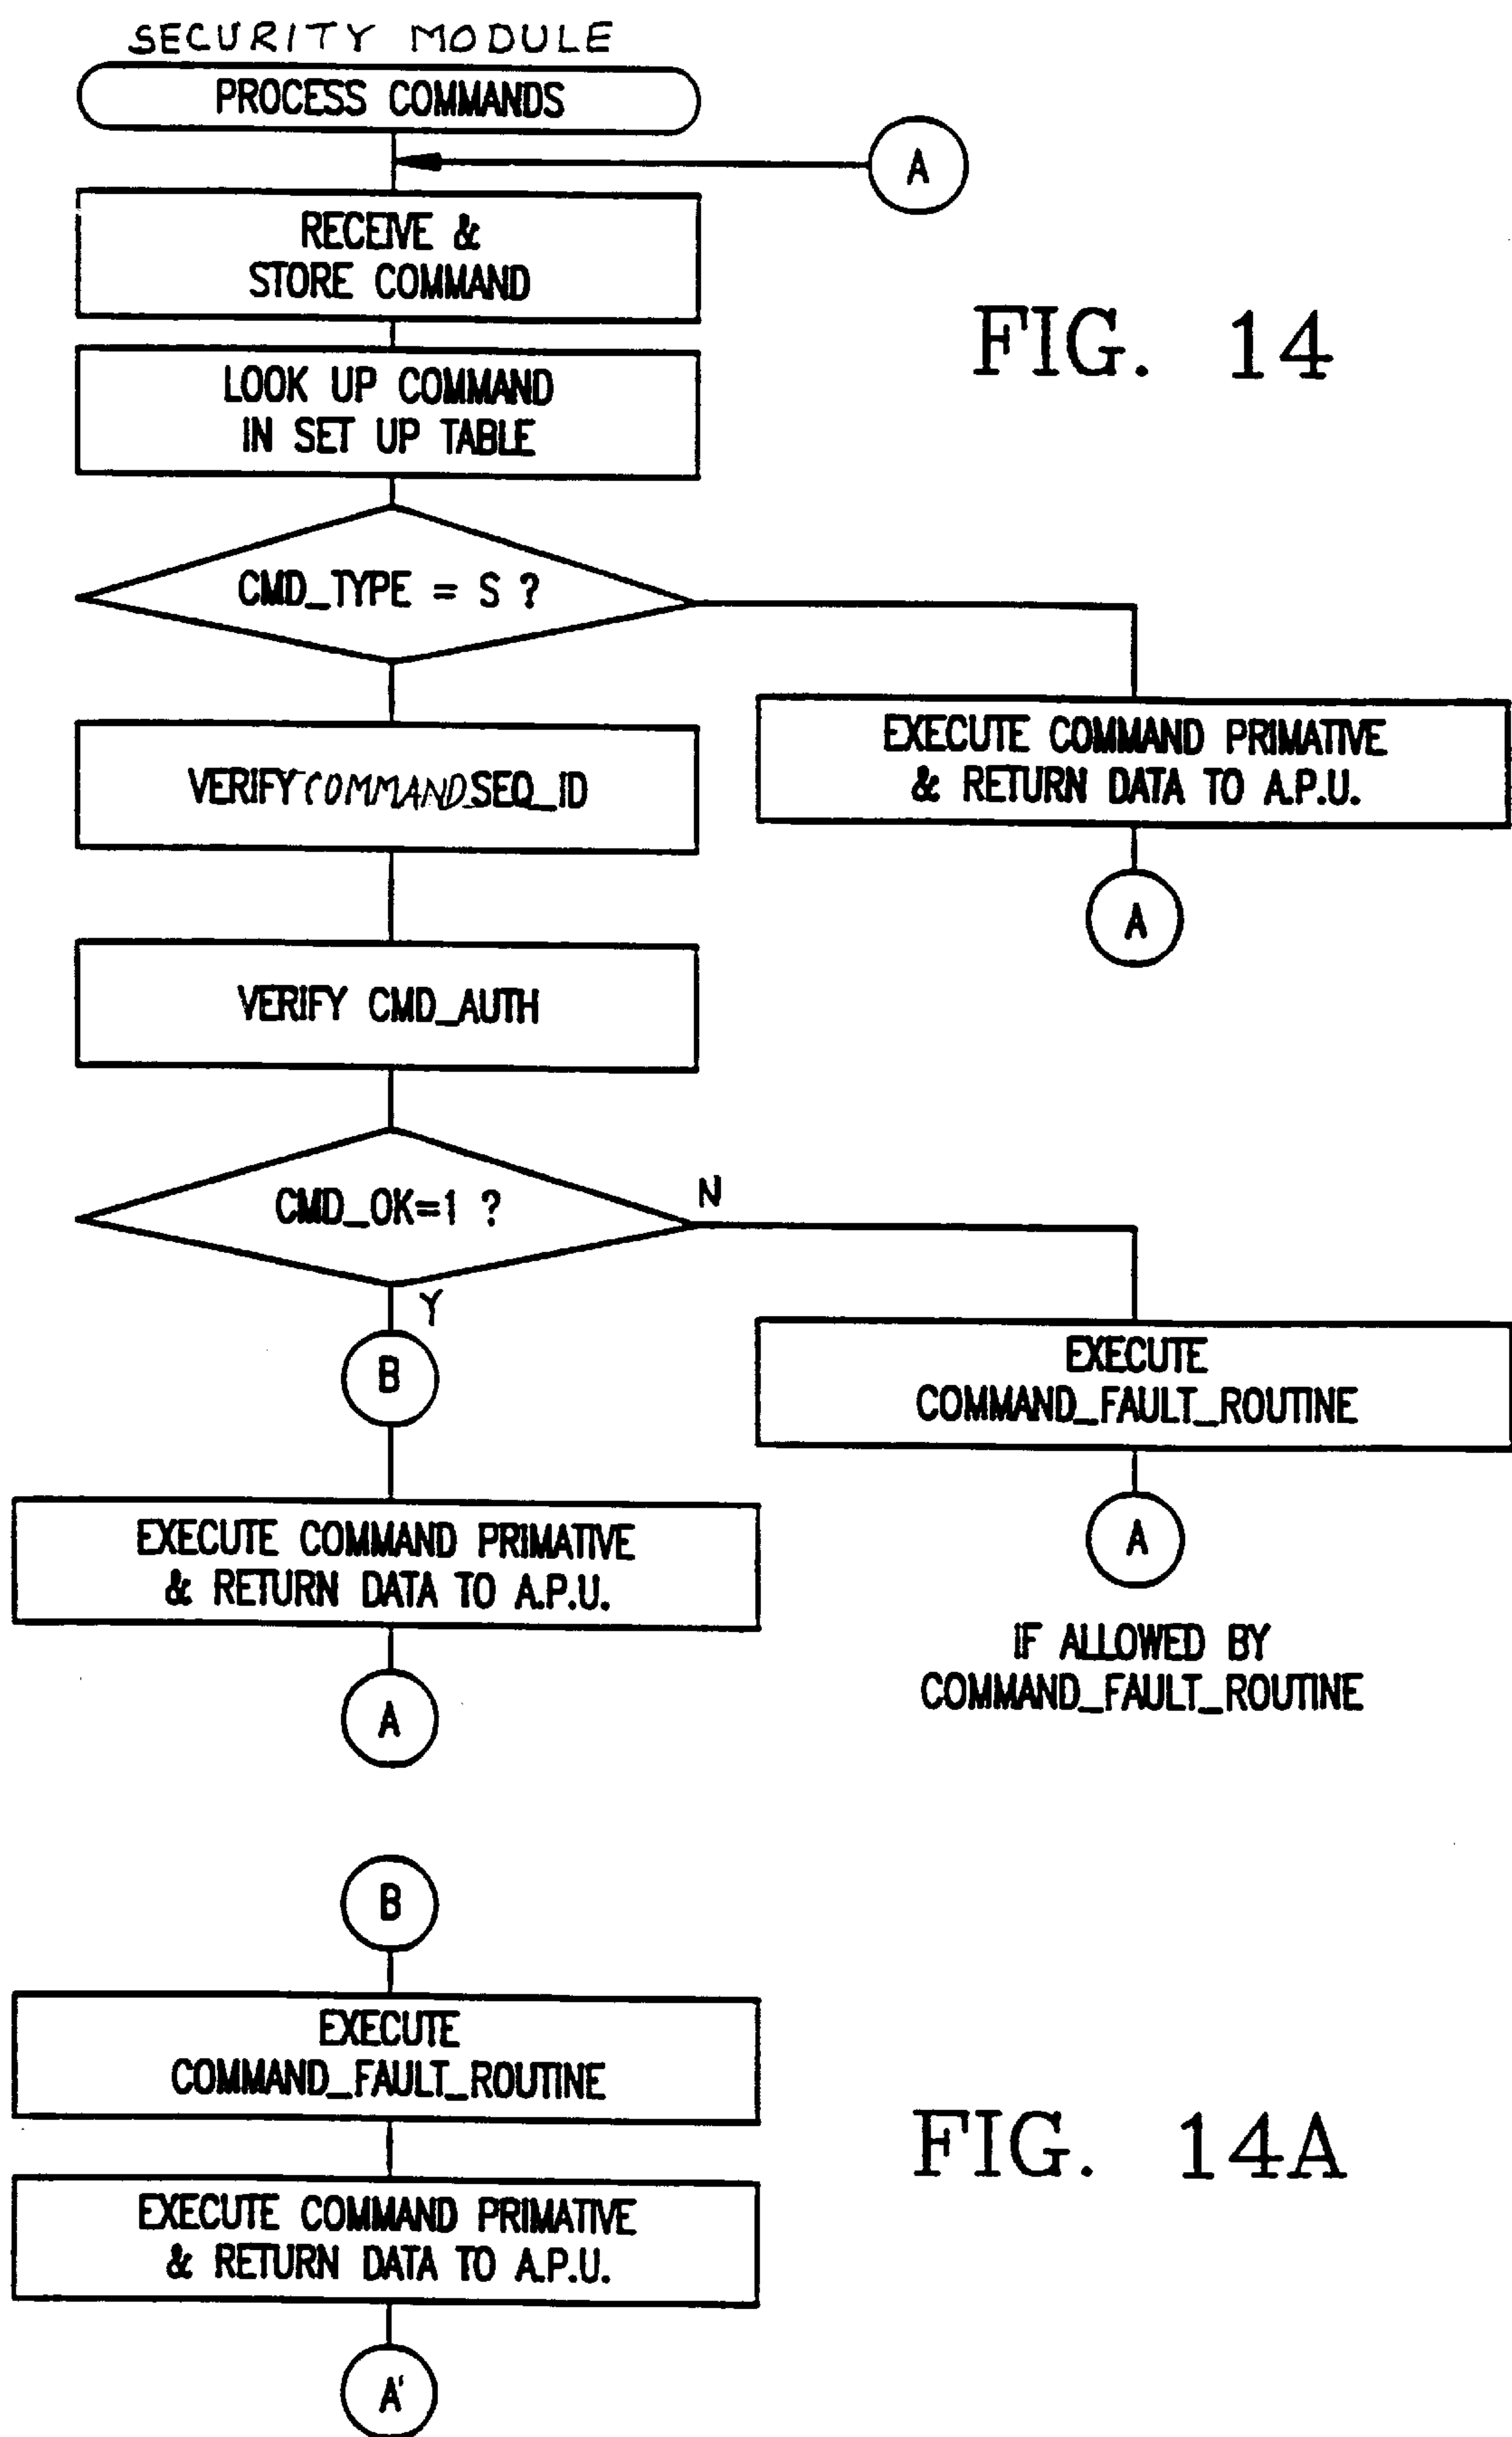 SECURITY MODULE
PROCESS COMMANDS
A
RECEIVE &
STORE COMMAND
FIG. 14
LOOK UP COMMAND
IN SET UP TABLE
CMD_TYPE = S ?
EXECUTE COMMAND PRIMATIVE
& RETURN DATA TO A.P.U.
A
VERIFY COMMAND_SEQ_ID
VERIFY CMD_AUTH
CMD_OK=1 ?
N
Y
EXECUTE
COMMAND_FAULT_ROUTINE
A
IF ALLOWED BY
COMMAND_FAULT_ROUTINE
B
EXECUTE COMMAND PRIMATIVE
& RETURN DATA TO A.P.U.
A
B
EXECUTE
COMMAND_FAULT_ROUTINE
FIG. 14A
EXECUTE COMMAND PRIMATIVE
& RETURN DATA TO A.P.U.
A'